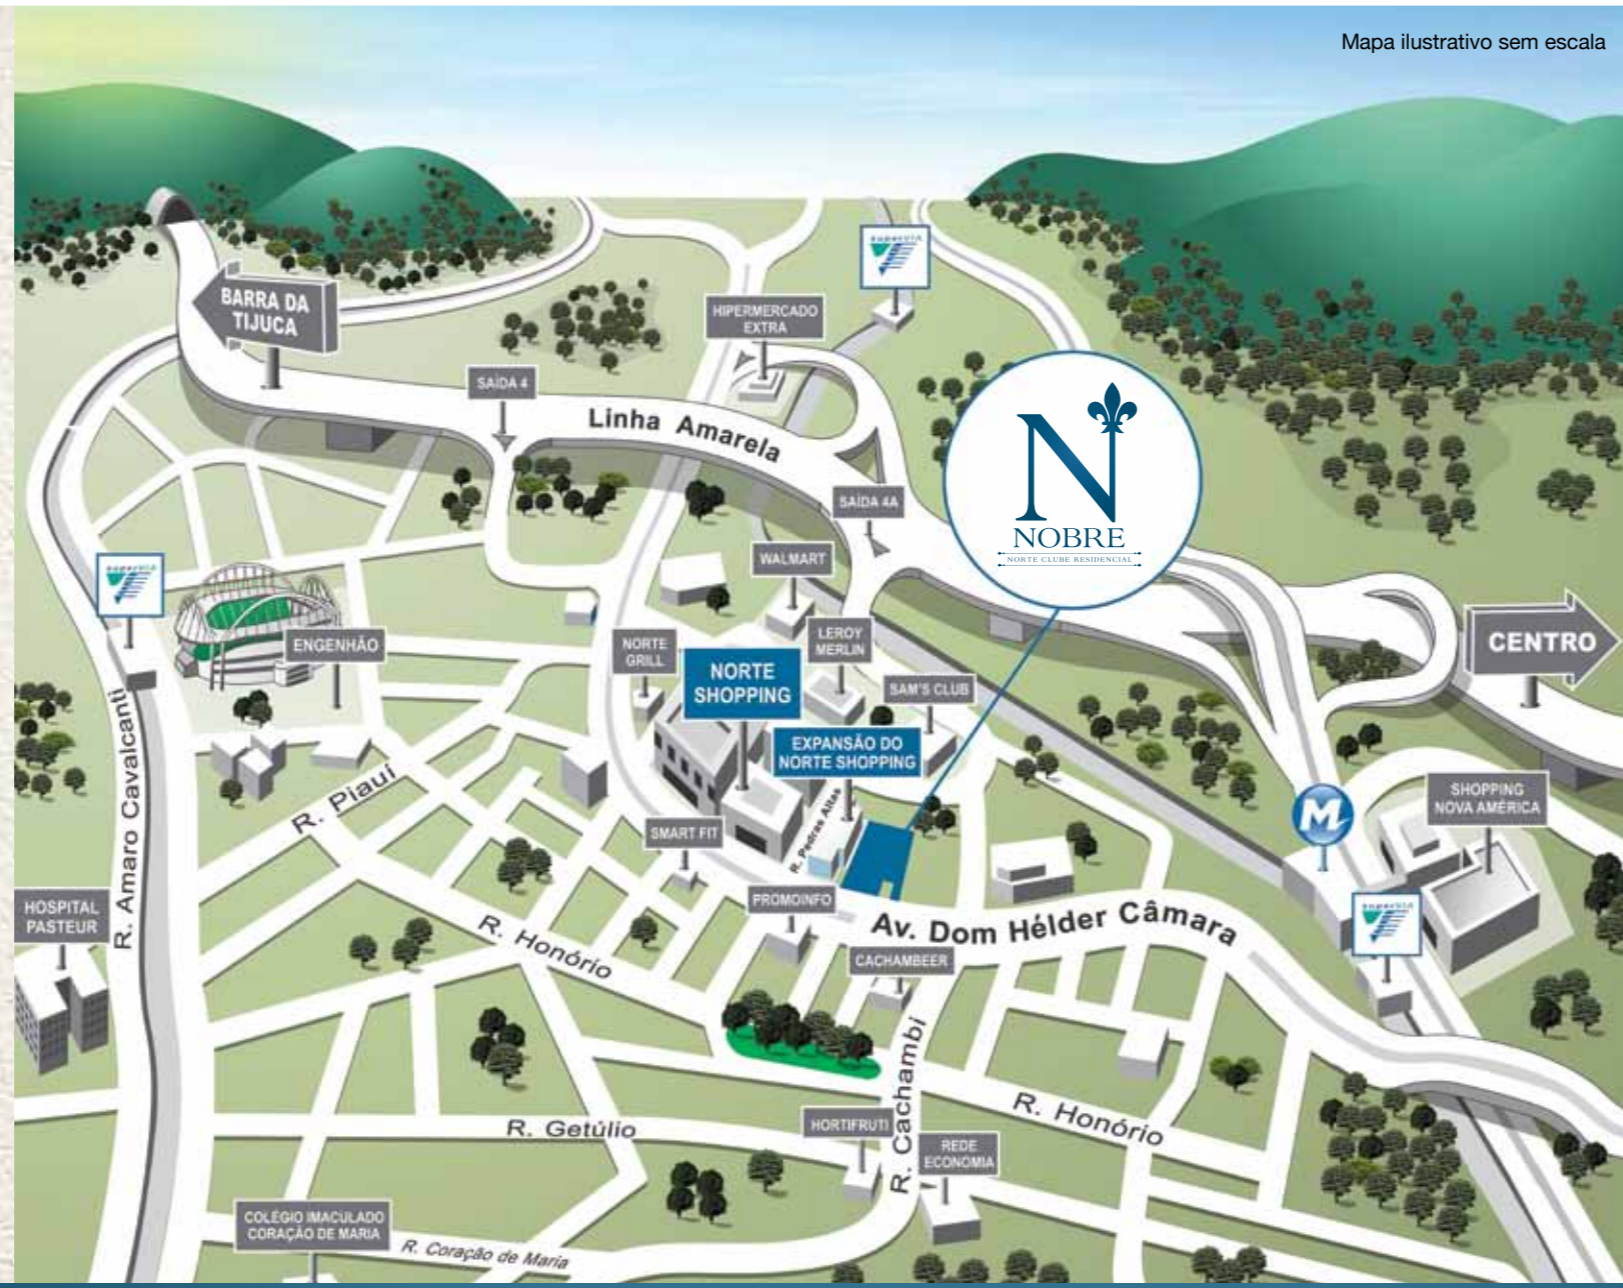 Mapa ilustrativo sem escala
SuperVia
BARRA DA
TIJUCA
HIPERMERCADO
EXTRA
SAÍDA 4
Linha Amarela
N
NOBRE
NORTE CLUBE RESIDENCIAL
SAÍDA 4A
WALMART
SuperVia
ENGENHÃO
NORTE
GRILL
LEROY
MERLIN
CENTRO
NORTE
SHOPPING
SAM'S CLUB
EXPANSÃO DO
NORTE SHOPPING
R. Amaro Cavalcanti
R. Piauí
SHOPPING
NOVA AMÉRICA
M
SMART FIT
R. Pedras Altas
HOSPITAL
PASTEUR
PROMOINFO
Av. Dom Hélder Câmara
SuperVia
R. Honório
CACHAMBEER
R. Cachambi
R. Honório
R. Getúlio
HORTIFRUTI
REDE
ECONOMIA
COLÉGIO IMACULADO
CORAÇÃO DE MARIA
R. Coração de Maria